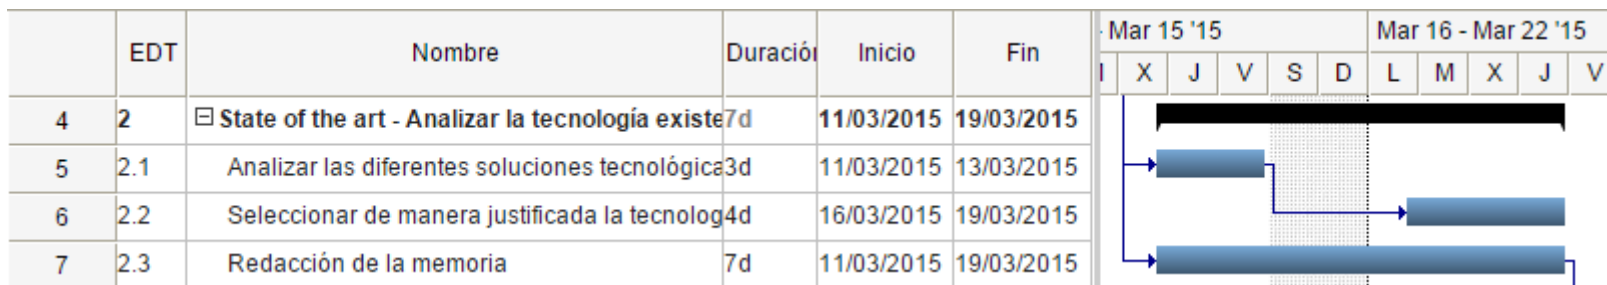 EDT Nombre Duración Inicio Fin Mar 15 '15 Mar 16 - Mar 22 '15
X J V S D L M X J V
4 2 State of the art - Analizar la tecnología existe 7d 11/03/2015 19/03/2015
5 2.1 Analizar las diferentes soluciones tecnológica 3d 11/03/2015 13/03/2015
6 2.2 Seleccionar de manera justificada la tecnolog 4d 16/03/2015 19/03/2015
7 2.3 Redacción de la memoria 7d 11/03/2015 19/03/2015